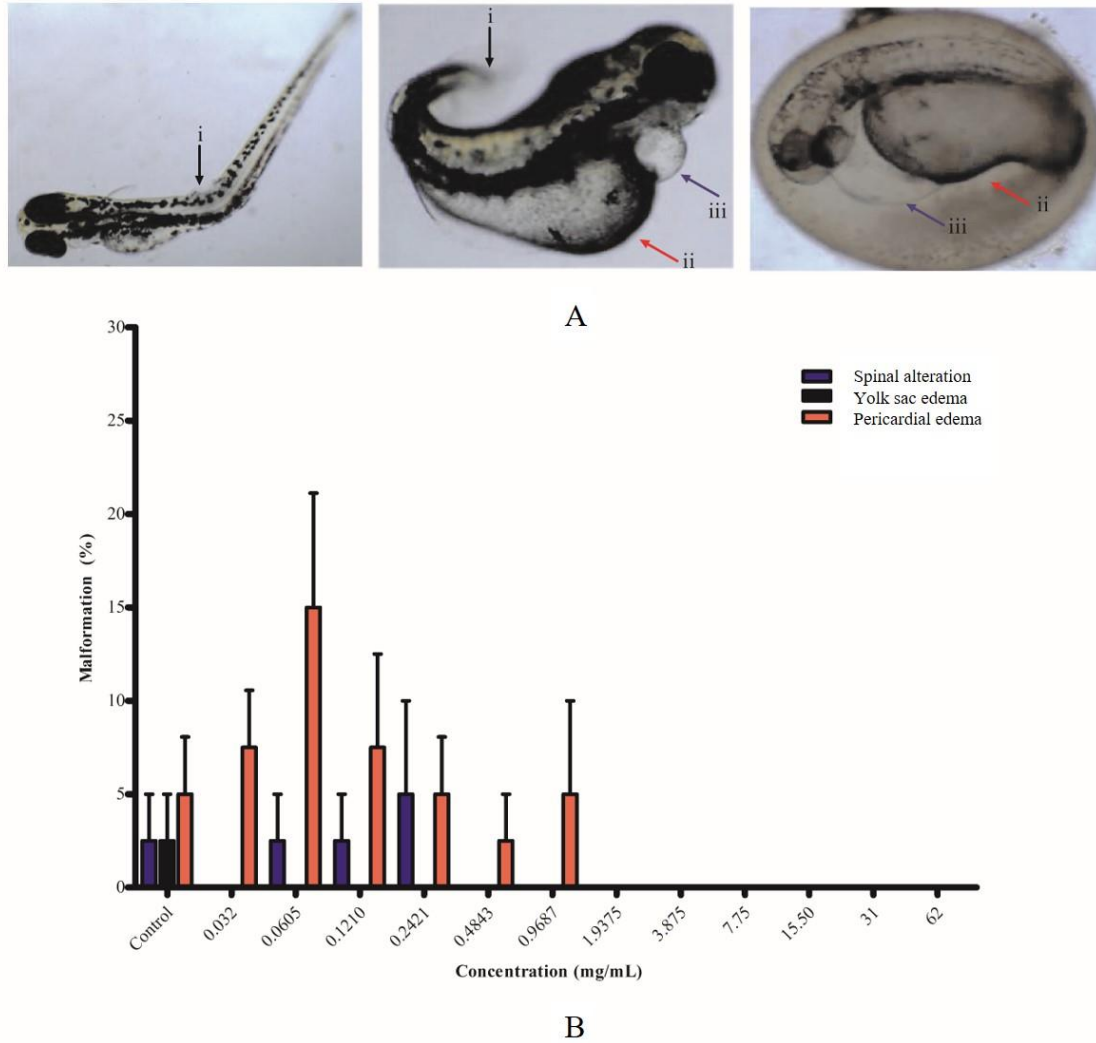 i
i
iii
ii
iii
ii
A
30
25
20
15
10
5
0
Malformation (%)
Spinal alteration
Yolk sac edema
Pericardial edema
Control
0.032
0.0605
0.1210
0.2421
0.4843
0.9687
1.9375
3.875
7.75
15.50
31
62
Concentration (mg/mL)
B